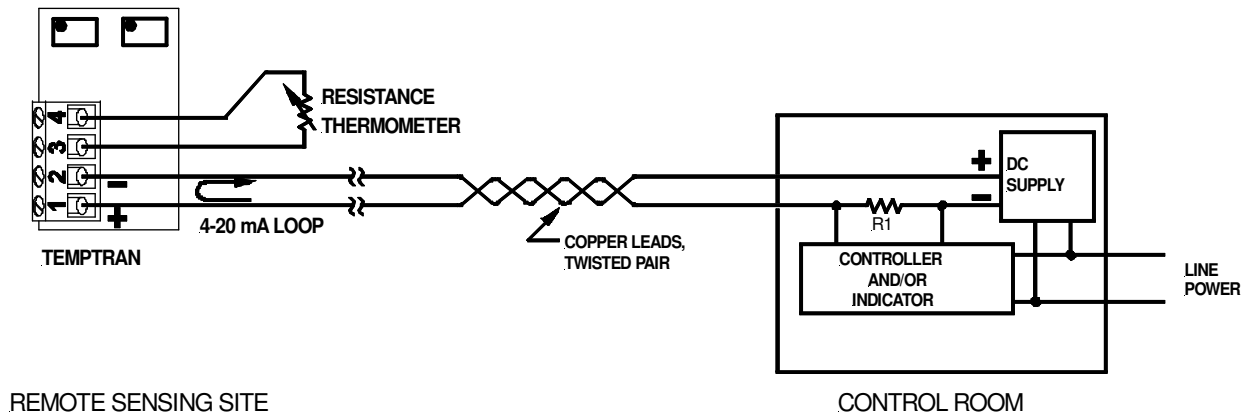 4
3
2
1
-
+
RESISTANCE
THERMOMETER
4-20 mA LOOP
TEMPTRAN
COPPER LEADS,
TWISTED PAIR
+
-
DC
SUPPLY
R1
CONTROLLER
AND/OR
INDICATOR
LINE
POWER
REMOTE SENSING SITE
CONTROL ROOM